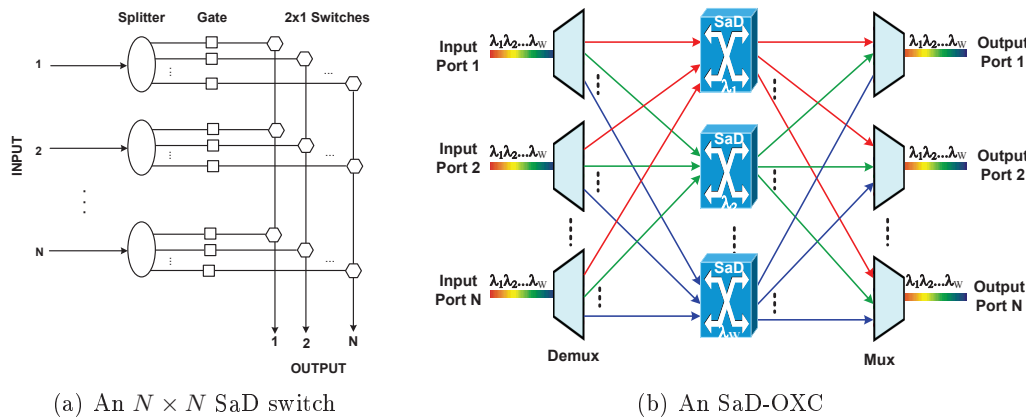 Splitter Gate 2x1 Switches
INPUT
1
...
...
2
...
...
N
...
...
1 2 N
OUTPUT
(a) An N × N SaD switch
Input Port 1
λ1λ2...λW
SaD
λ1
λ1λ2...λW
Output Port 1
Input Port 2
λ1λ2...λW
SaD
λ2
λ1λ2...λW
Output Port 2
Input Port N
λ1λ2...λW
SaD
λW
λ1λ2...λW
Output Port N
Demux
Mux
(b) An SaD-OXC